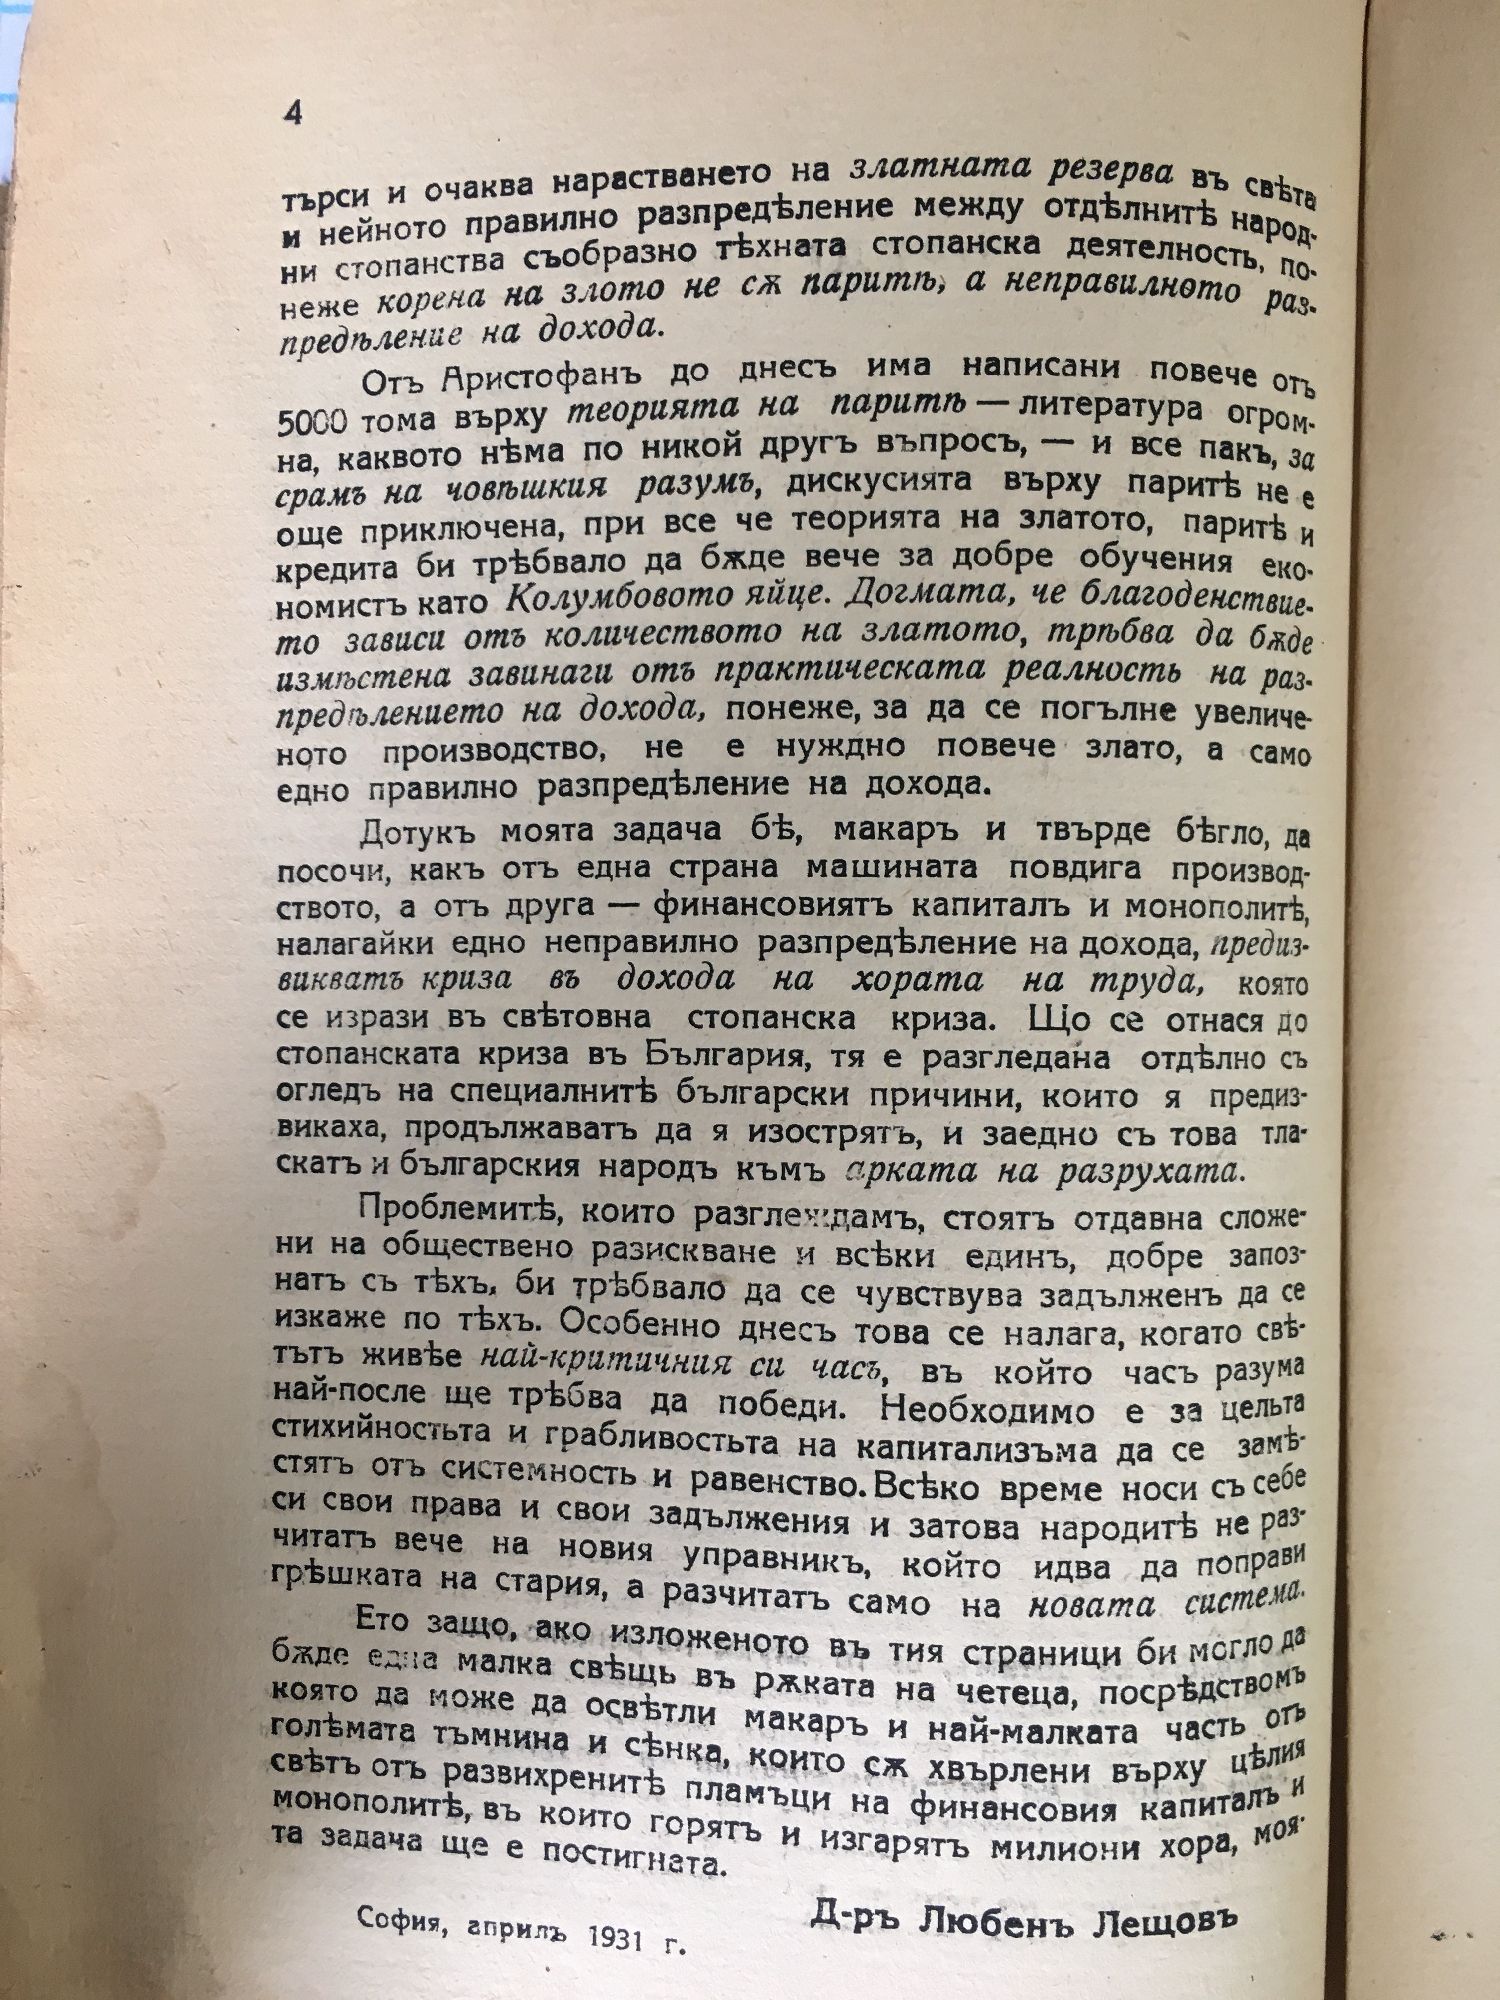 4
търси и очаква нарастването на златната резерва въ свѣта
и нейното правилно разпредѣление между отдѣлнитѣ народ-
ни стопанства съобразно тѣхната стопанска деятелность, по-
неже корена на злото не сѫ паритѣ, а неправилното раз-
предѣление на дохода.
Отъ Аристофанъ до днесъ има написани повече отъ
5000 тома върху теорията на паритѣ — литература огром-
на, каквото нѣма по никой другъ въпросъ, — и все пакъ, за
срамъ на човѣшкия разумъ, дискусията върху паритѣ не е
още приключена, при все че теорията на златото, паритѣ и
кредита би трѣбвало да бѫде вече за добре обучения еко-
номистъ като Колумбовото яйце. Догмата, че благоденствие-
то зависи отъ количеството на златото, трѣбва да бѫде
измѣстена завинаги отъ практическата реалность на раз-
предѣлението на дохода, понеже, за да се погълне увеличе-
ното производство, не е нуждно повече злато, а само
едно правилно разпредѣление на дохода.
Дотукъ моята задача бѣ, макаръ и твърде бѣгло, да
посочи, какъ отъ една страна машината повдига производ-
ството, а отъ друга — финансовиятъ капиталъ и монополитѣ,
налагайки едно неправилно разпредѣление на дохода, предиз-
викватъ криза въ дохода на хората на труда, която
се изрази въ свѣтовна стопанска криза. Що се отнася до
стопанската криза въ България, тя е разгледана отдѣлно съ
огледъ на специалнитѣ български причини, които я предиз-
викаха, продължаватъ да я изострятъ, и заедно съ това тла-
скатъ и българския народъ къмъ арката на разрухата.
Проблемитѣ, които разглеждамъ, стоятъ отдавна сложе-
ни на обществено разискване и всѣки единъ, добре запоз-
натъ съ тѣхъ, би трѣбвало да се чувствува задълженъ да се
изкаже по тѣхъ. Особенно днесъ това се налага, когато свѣ-
тътъ живѣе най-критичния си часъ, въ който часъ разума
най-после ще трѣбва да победи. Необходимо е за цельта
стихийностьта и грабливостьта на капитализъма да се замѣ-
стятъ отъ системность и равенство. Всѣко време носи съ себе
си свои права и свои задължения и затова народитѣ не раз-
читатъ вече на новия управникъ, който идва да поправи
грѣшката на стария, а разчитатъ само на новата система.
Ето защо, ако изложеното въ тия страници би могло да
бѫде една малка свѣщь въ рѫката на четеца, посрѣдствомъ
която да може да освѣтли макаръ и най-малката часть отъ
голѣмата тъмнина и сѣнка, които сѫ хвърлени върху цѣлия
свѣтъ отъ развихренитѣ пламъци на финансовия капиталъ и
монополитѣ, въ които горятъ и изгарятъ милиони хора, моя-
та задача ще е постигната.
Д-ръ Любенъ Лещовъ
София, априлъ 1931 г.